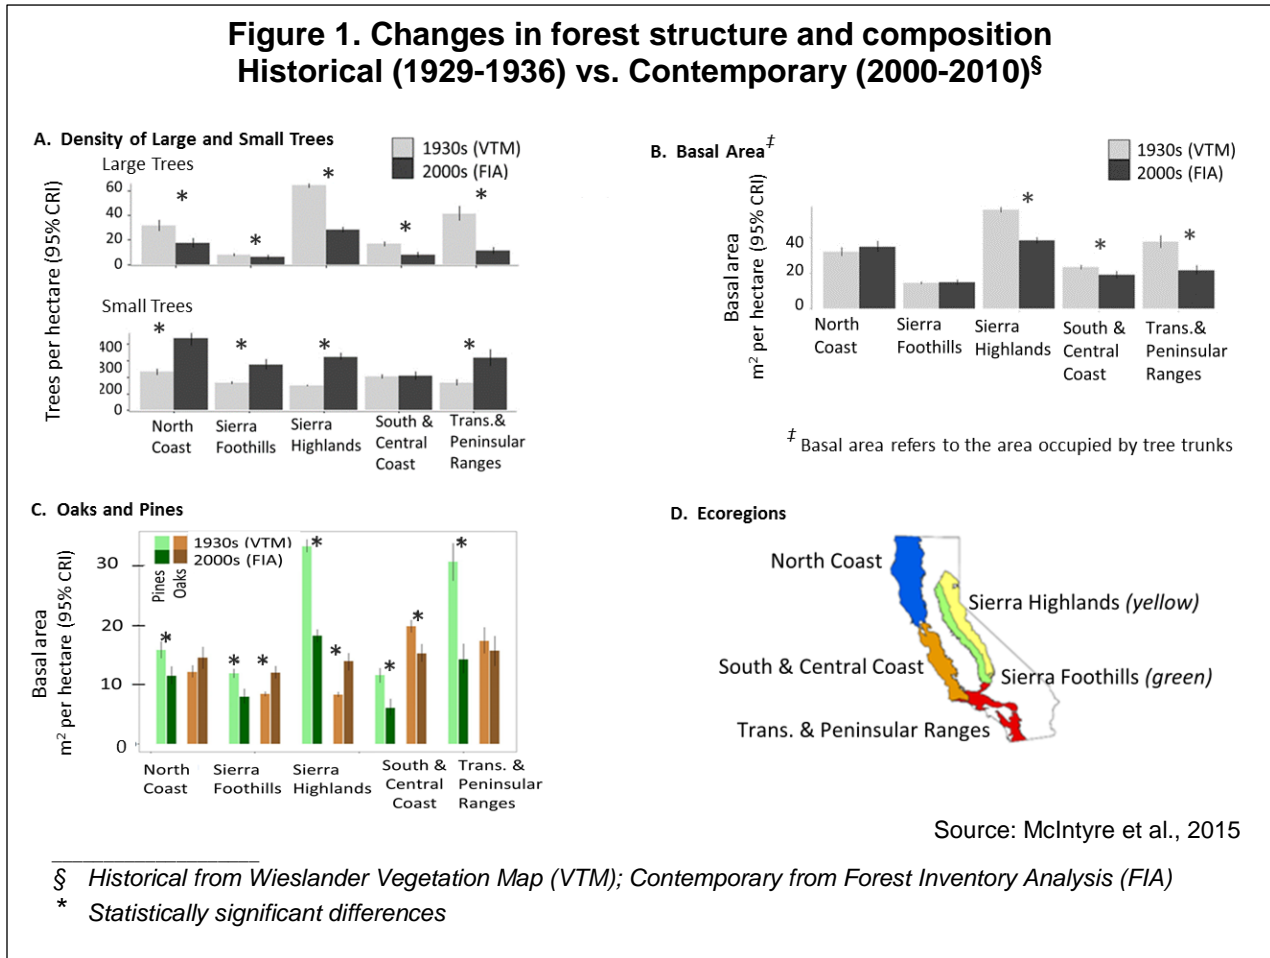 Figure 1. Changes in forest structure and composition
Historical (1929-1936) vs. Contemporary (2000-2010)§
A. Density of Large and Small Trees
Large Trees
1930s (VTM)
2000s (FIA)
Trees per hectare (95% CRI)
60
40
20
0
*
*
*
*
*
Small Trees
400
300
200
0
*
*
*
*
North
Coast
Sierra
Foothills
Sierra
Highlands
South &
Central
Coast
Trans.&
Peninsular
Ranges
B. Basal Area‡
1930s (VTM)
2000s (FIA)
Basal area
m² per hectare (95% CRI)
40
20
0
*
*
*
North
Coast
Sierra
Foothills
Sierra
Highlands
South &
Central
Coast
Trans.&
Peninsular
Ranges
‡ Basal area refers to the area occupied by tree trunks
C. Oaks and Pines
1930s (VTM)
2000s (FIA)
Pines
Oaks
Basal area
m² per hectare (95% CRI)
30
20
10
0
*
*
*
*
*
*
*
*
North
Coast
Sierra
Foothills
Sierra
Highlands
South &
Central
Coast
Trans. &
Peninsular
Ranges
D. Ecoregions
North Coast
Sierra Highlands (yellow)
South & Central Coast
Sierra Foothills (green)
Trans. & Peninsular Ranges
Source: McIntyre et al., 2015
§ Historical from Wieslander Vegetation Map (VTM); Contemporary from Forest Inventory Analysis (FIA)
* Statistically significant differences